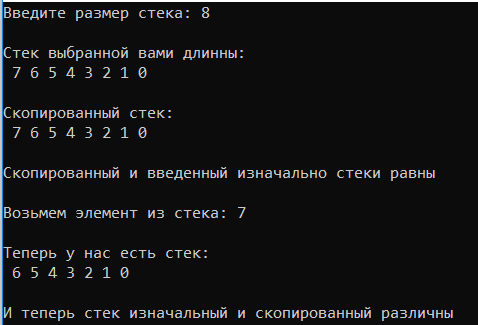 Введите размер стека: 8
Стек выбранной вами длинны:
7 6 5 4 3 2 1 0
Скопированный стек:
7 6 5 4 3 2 1 0
Скопированный и введенный изначально стеки равны
Возьмем элемент из стека: 7
Теперь у нас есть стек:
6 5 4 3 2 1 0
И теперь стек изначальный и скопированный различны